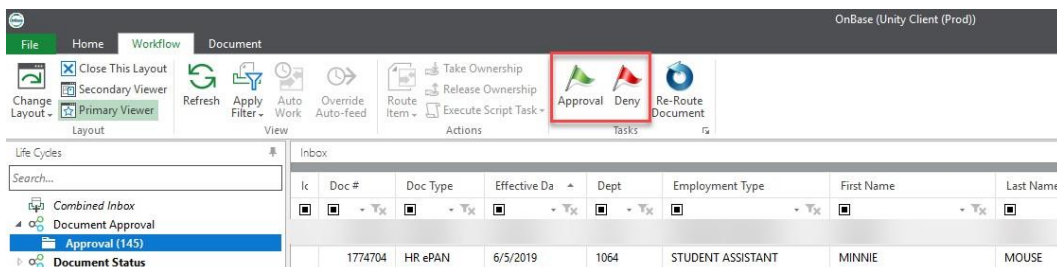 OnBase (Unity Client (Prod))
File Home Workflow Document
Change Layout
Close This Layout
Secondary Viewer
Primary Viewer
Layout
Refresh
Apply Filter
Auto Work
Override Auto-feed
View
Route Item
Take Ownership
Release Ownership
Execute Script Task
Actions
Approval
Deny
Re-Route Document
Tasks
Life Cycles
Search...
Combined Inbox
Document Approval
Approval (145)
Document Status
Inbox
Ic Doc # Doc Type Effective Da Dept Employment Type First Name Last Name
1774704 HR ePAN 6/5/2019 1064 STUDENT ASSISTANT MINNIE MOUSE